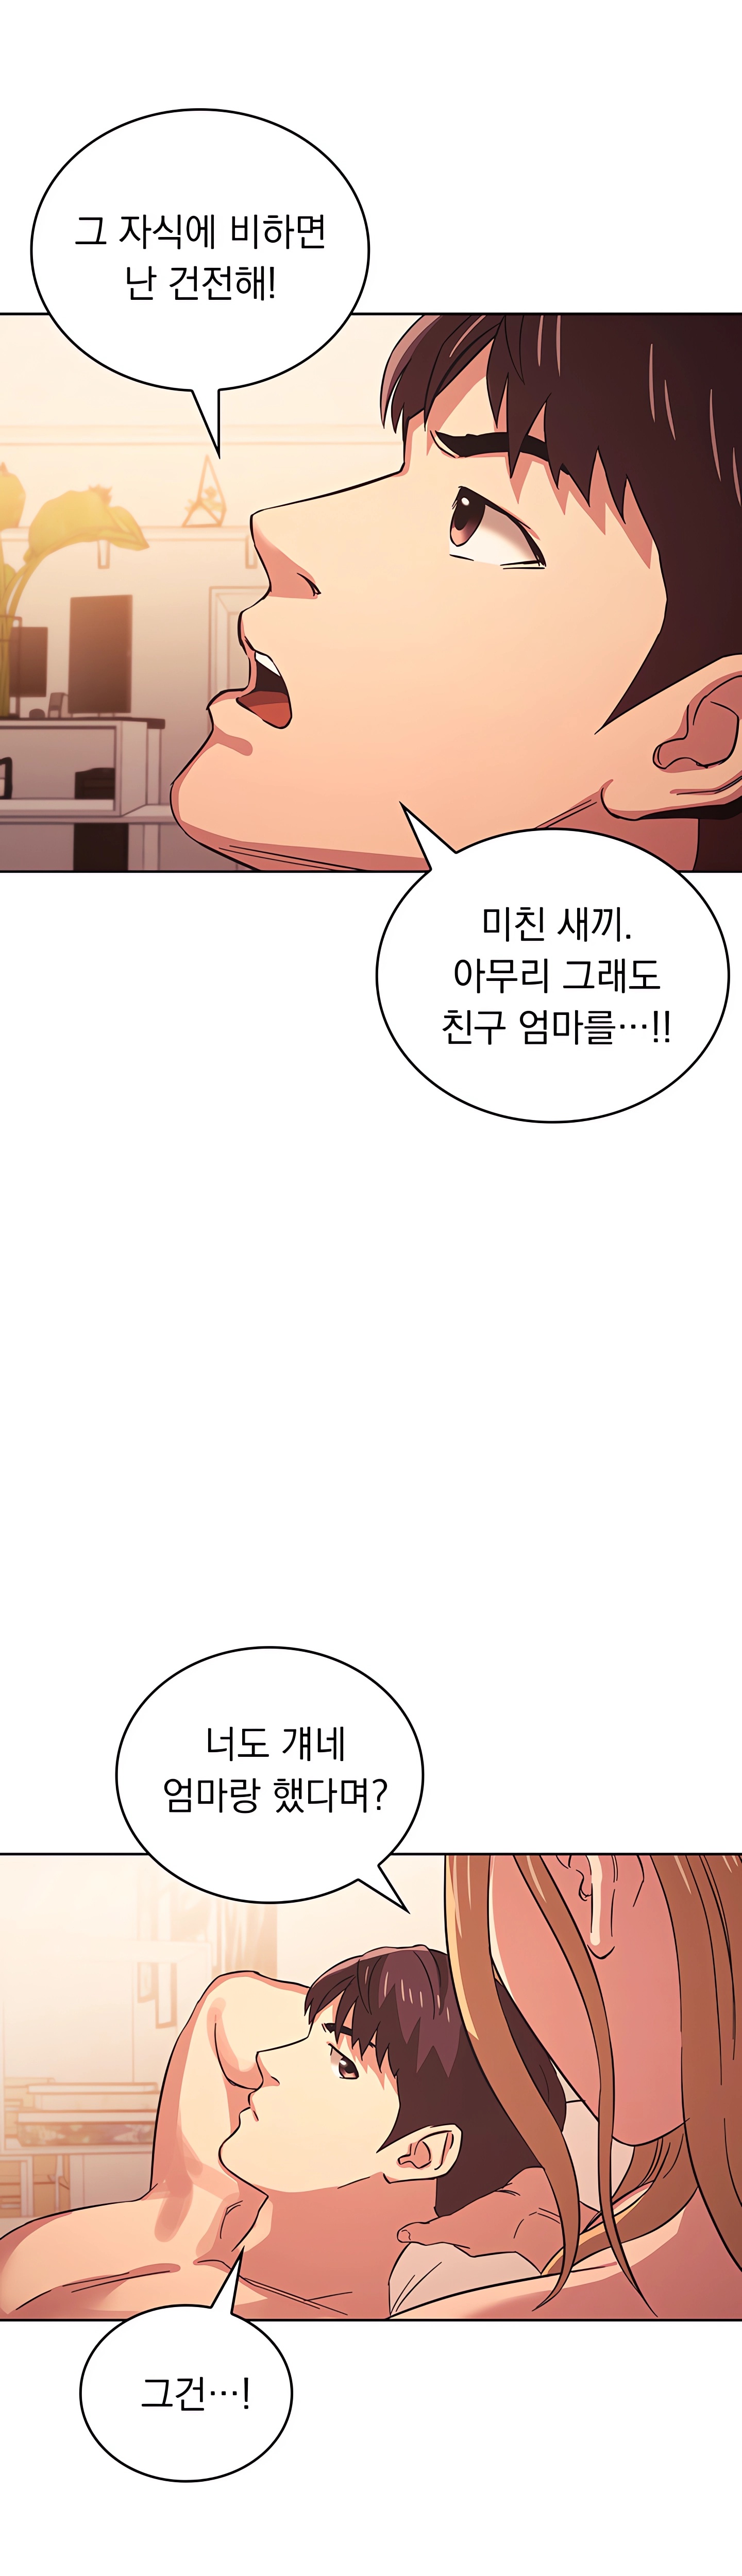 그 자식에 비하면
난 건전해!
미친 새끼.
아무리 그래도
친구 엄마를…!!
너도 걔네
엄마랑 했다며?
그건…!